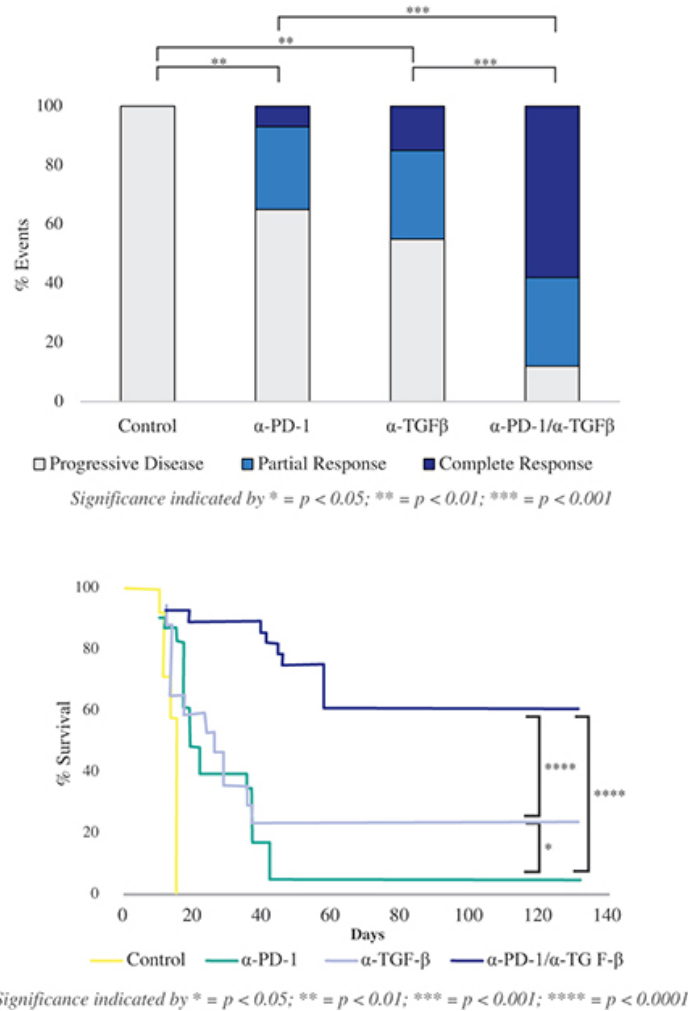 ***
**
**
***
100
80
60
40
20
0
% Events
Control α-PD-1 α-TGFβ α-PD-1/α-TGFβ
Progressive Disease Partial Response Complete Response
Significance indicated by * = p < 0.05; ** = p < 0.01; *** = p < 0.001
100
80
60
40
20
0
% Survival
****
****
*
0 20 40 60 80 100 120 140
Days
Control α-PD-1 α-TGF-β α-PD-1/α-TG F-β
Significance indicated by * = p < 0.05; ** = p < 0.01; *** = p < 0.001; **** = p < 0.0001